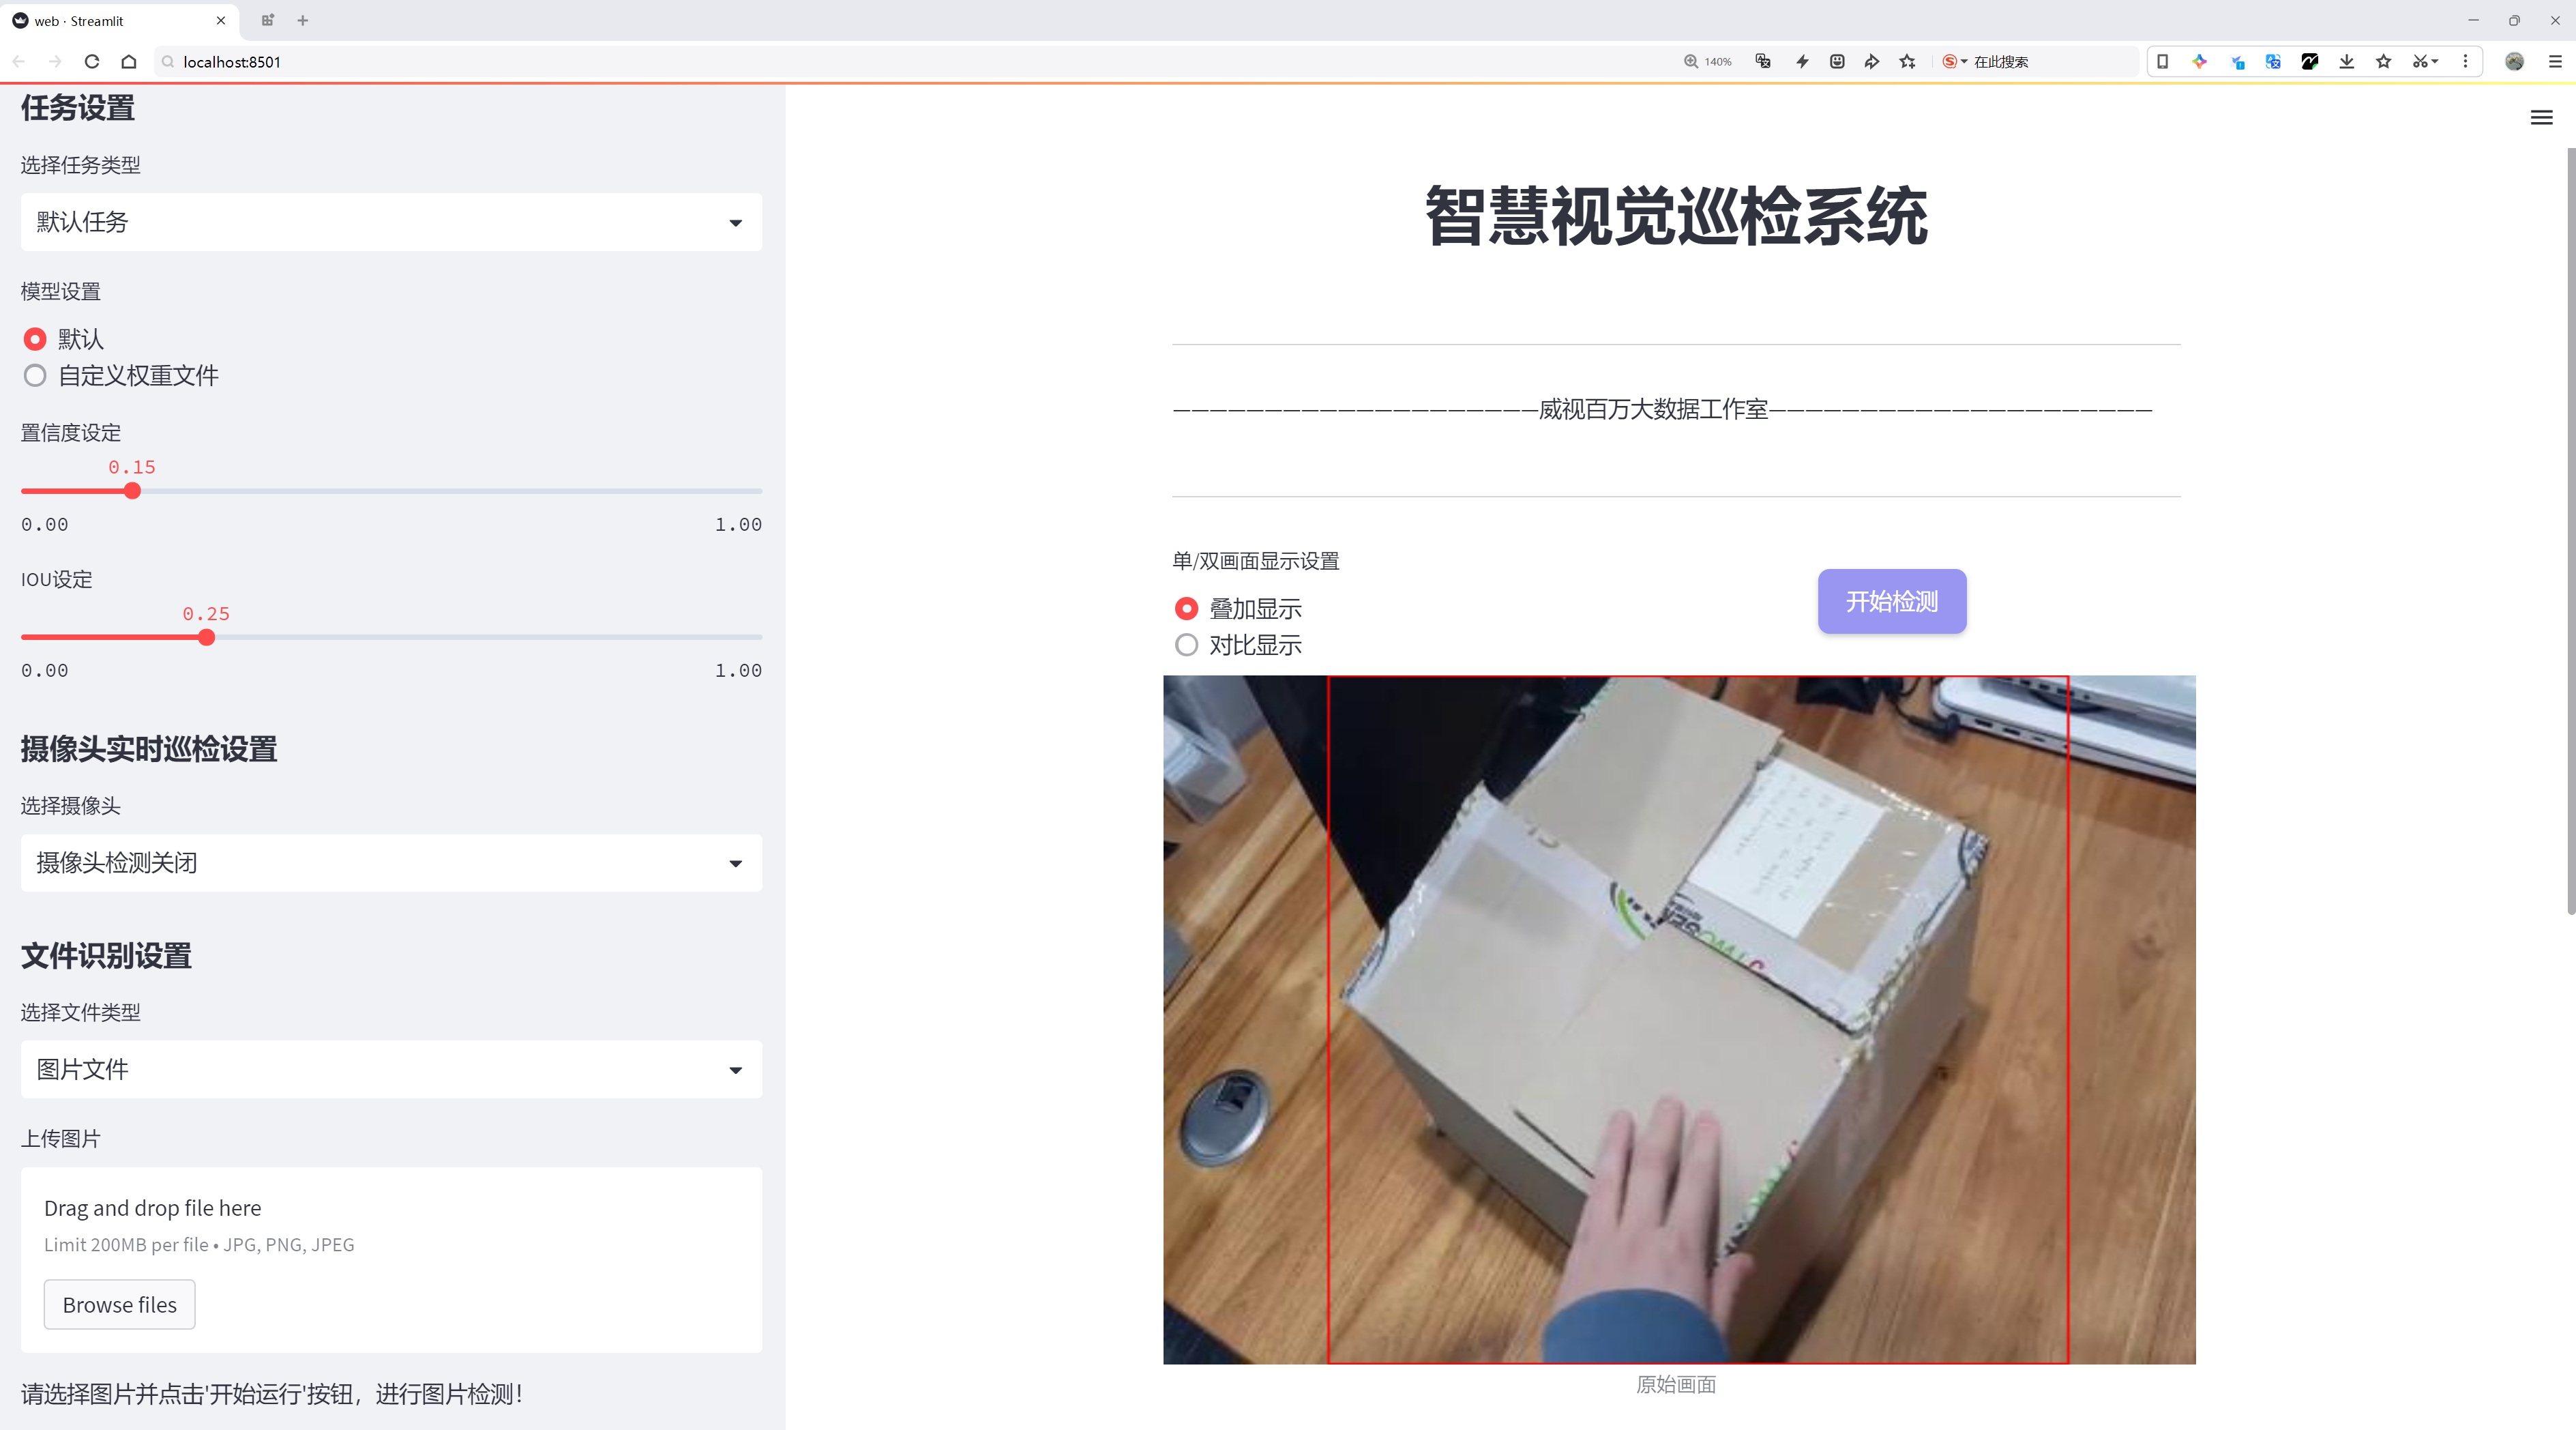 web · Streamlit
localhost:8501
140%
在此搜索
任务设置
选择任务类型
默认任务
模型设置
默认
自定义权重文件
置信度设定
0.15
0.00
1.00
IOU设定
0.25
0.00
1.00
摄像头实时巡检设置
选择摄像头
摄像头检测关闭
文件识别设置
选择文件类型
图片文件
上传图片
Drag and drop file here
Limit 200MB per file • JPG, PNG, JPEG
Browse files
请选择图片并点击'开始运行'按钮，进行图片检测！
智慧视觉巡检系统
————————————————————威视百万大数据工作室—————————————————————
单/双画面显示设置
叠加显示
对比显示
开始检测
原始画面